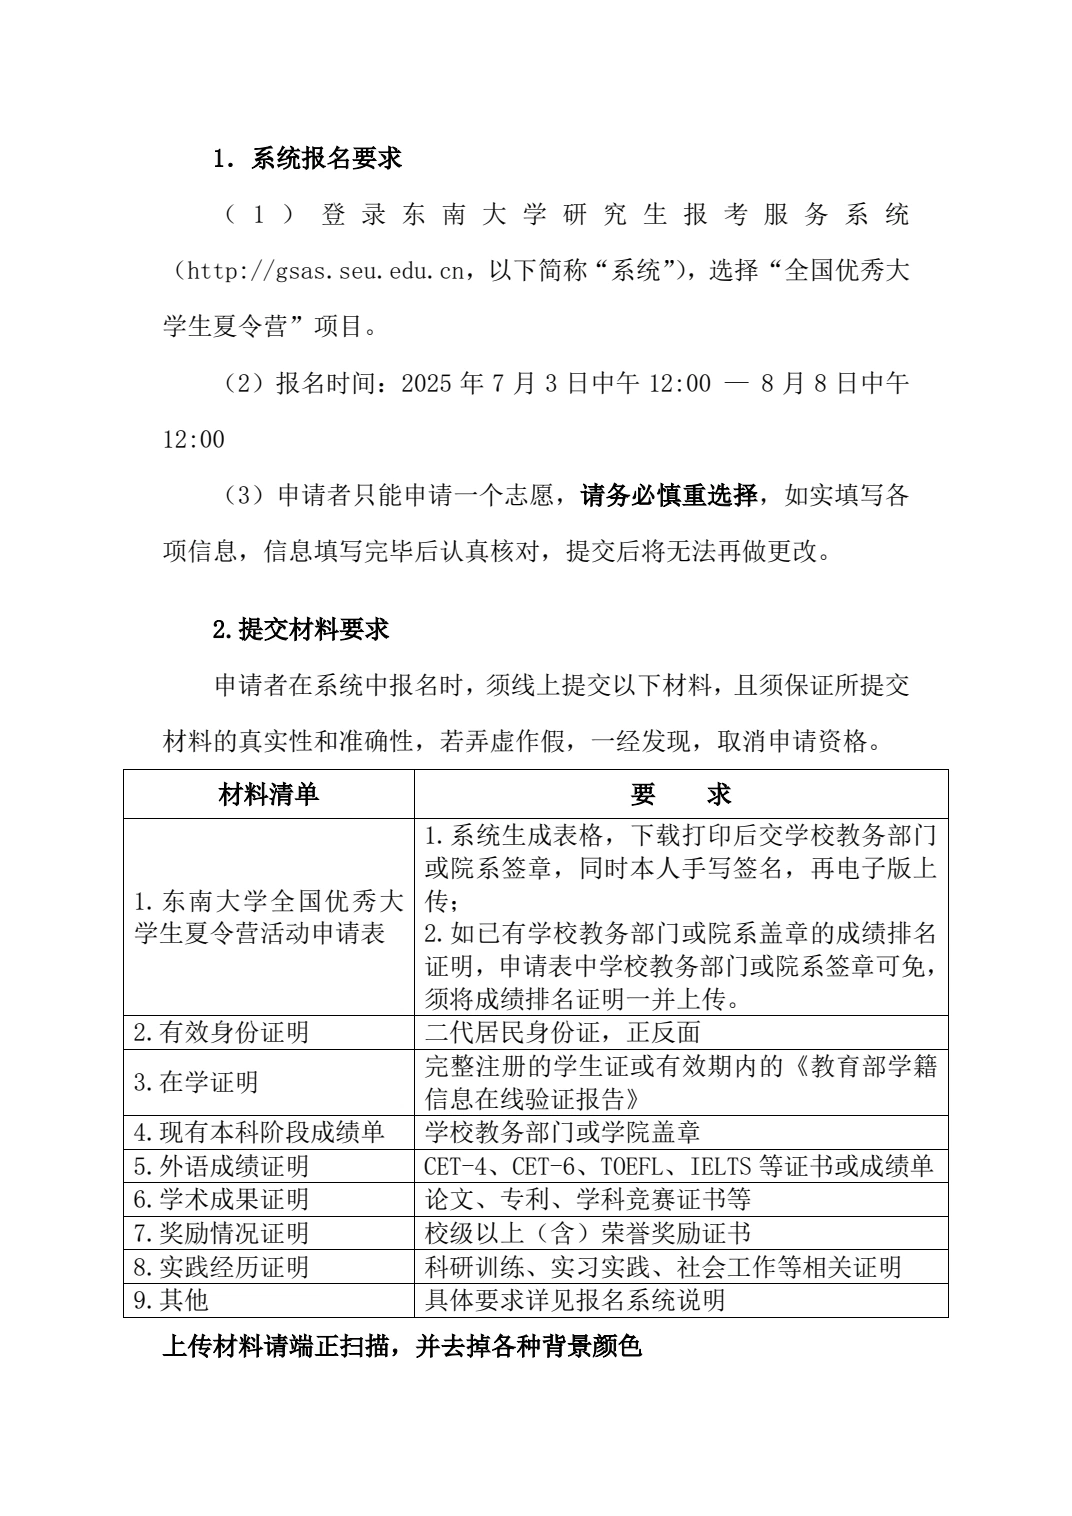 1. 系统报名要求
（1）登录东南大学研究生报考服务系统
（http://gsas.seu.edu.cn，以下简称“系统”），选择“全国优秀大
学生夏令营”项目。
（2）报名时间：2025 年 7 月 3 日中午 12:00 — 8 月 8 日中午
12:00
（3）申请者只能申请一个志愿，请务必慎重选择，如实填写各
项信息，信息填写完毕后认真核对，提交后将无法再做更改。
2.提交材料要求
申请者在系统中报名时，须线上提交以下材料，且须保证所提交
材料的真实性和准确性，若弄虚作假，一经发现，取消申请资格。
材料清单
要 求
1.东南大学全国优秀大
学生夏令营活动申请表
1.系统生成表格，下载打印后交学校教务部门
或院系签章，同时本人手写签名，再电子版上
传；
2.如已有学校教务部门或院系盖章的成绩排名
证明，申请表中学校教务部门或院系签章可免，
须将成绩排名证明一并上传。
2.有效身份证明
二代居民身份证，正反面
3.在学证明
完整注册的学生证或有效期内的《教育部学籍
信息在线验证报告》
4.现有本科阶段成绩单
学校教务部门或学院盖章
5.外语成绩证明
CET-4、CET-6、TOEFL、IELTS 等证书或成绩单
6.学术成果证明
论文、专利、学科竞赛证书等
7.奖励情况证明
校级以上（含）荣誉奖励证书
8.实践经历证明
科研训练、实习实践、社会工作等相关证明
9.其他
具体要求详见报名系统说明
上传材料请端正扫描，并去掉各种背景颜色